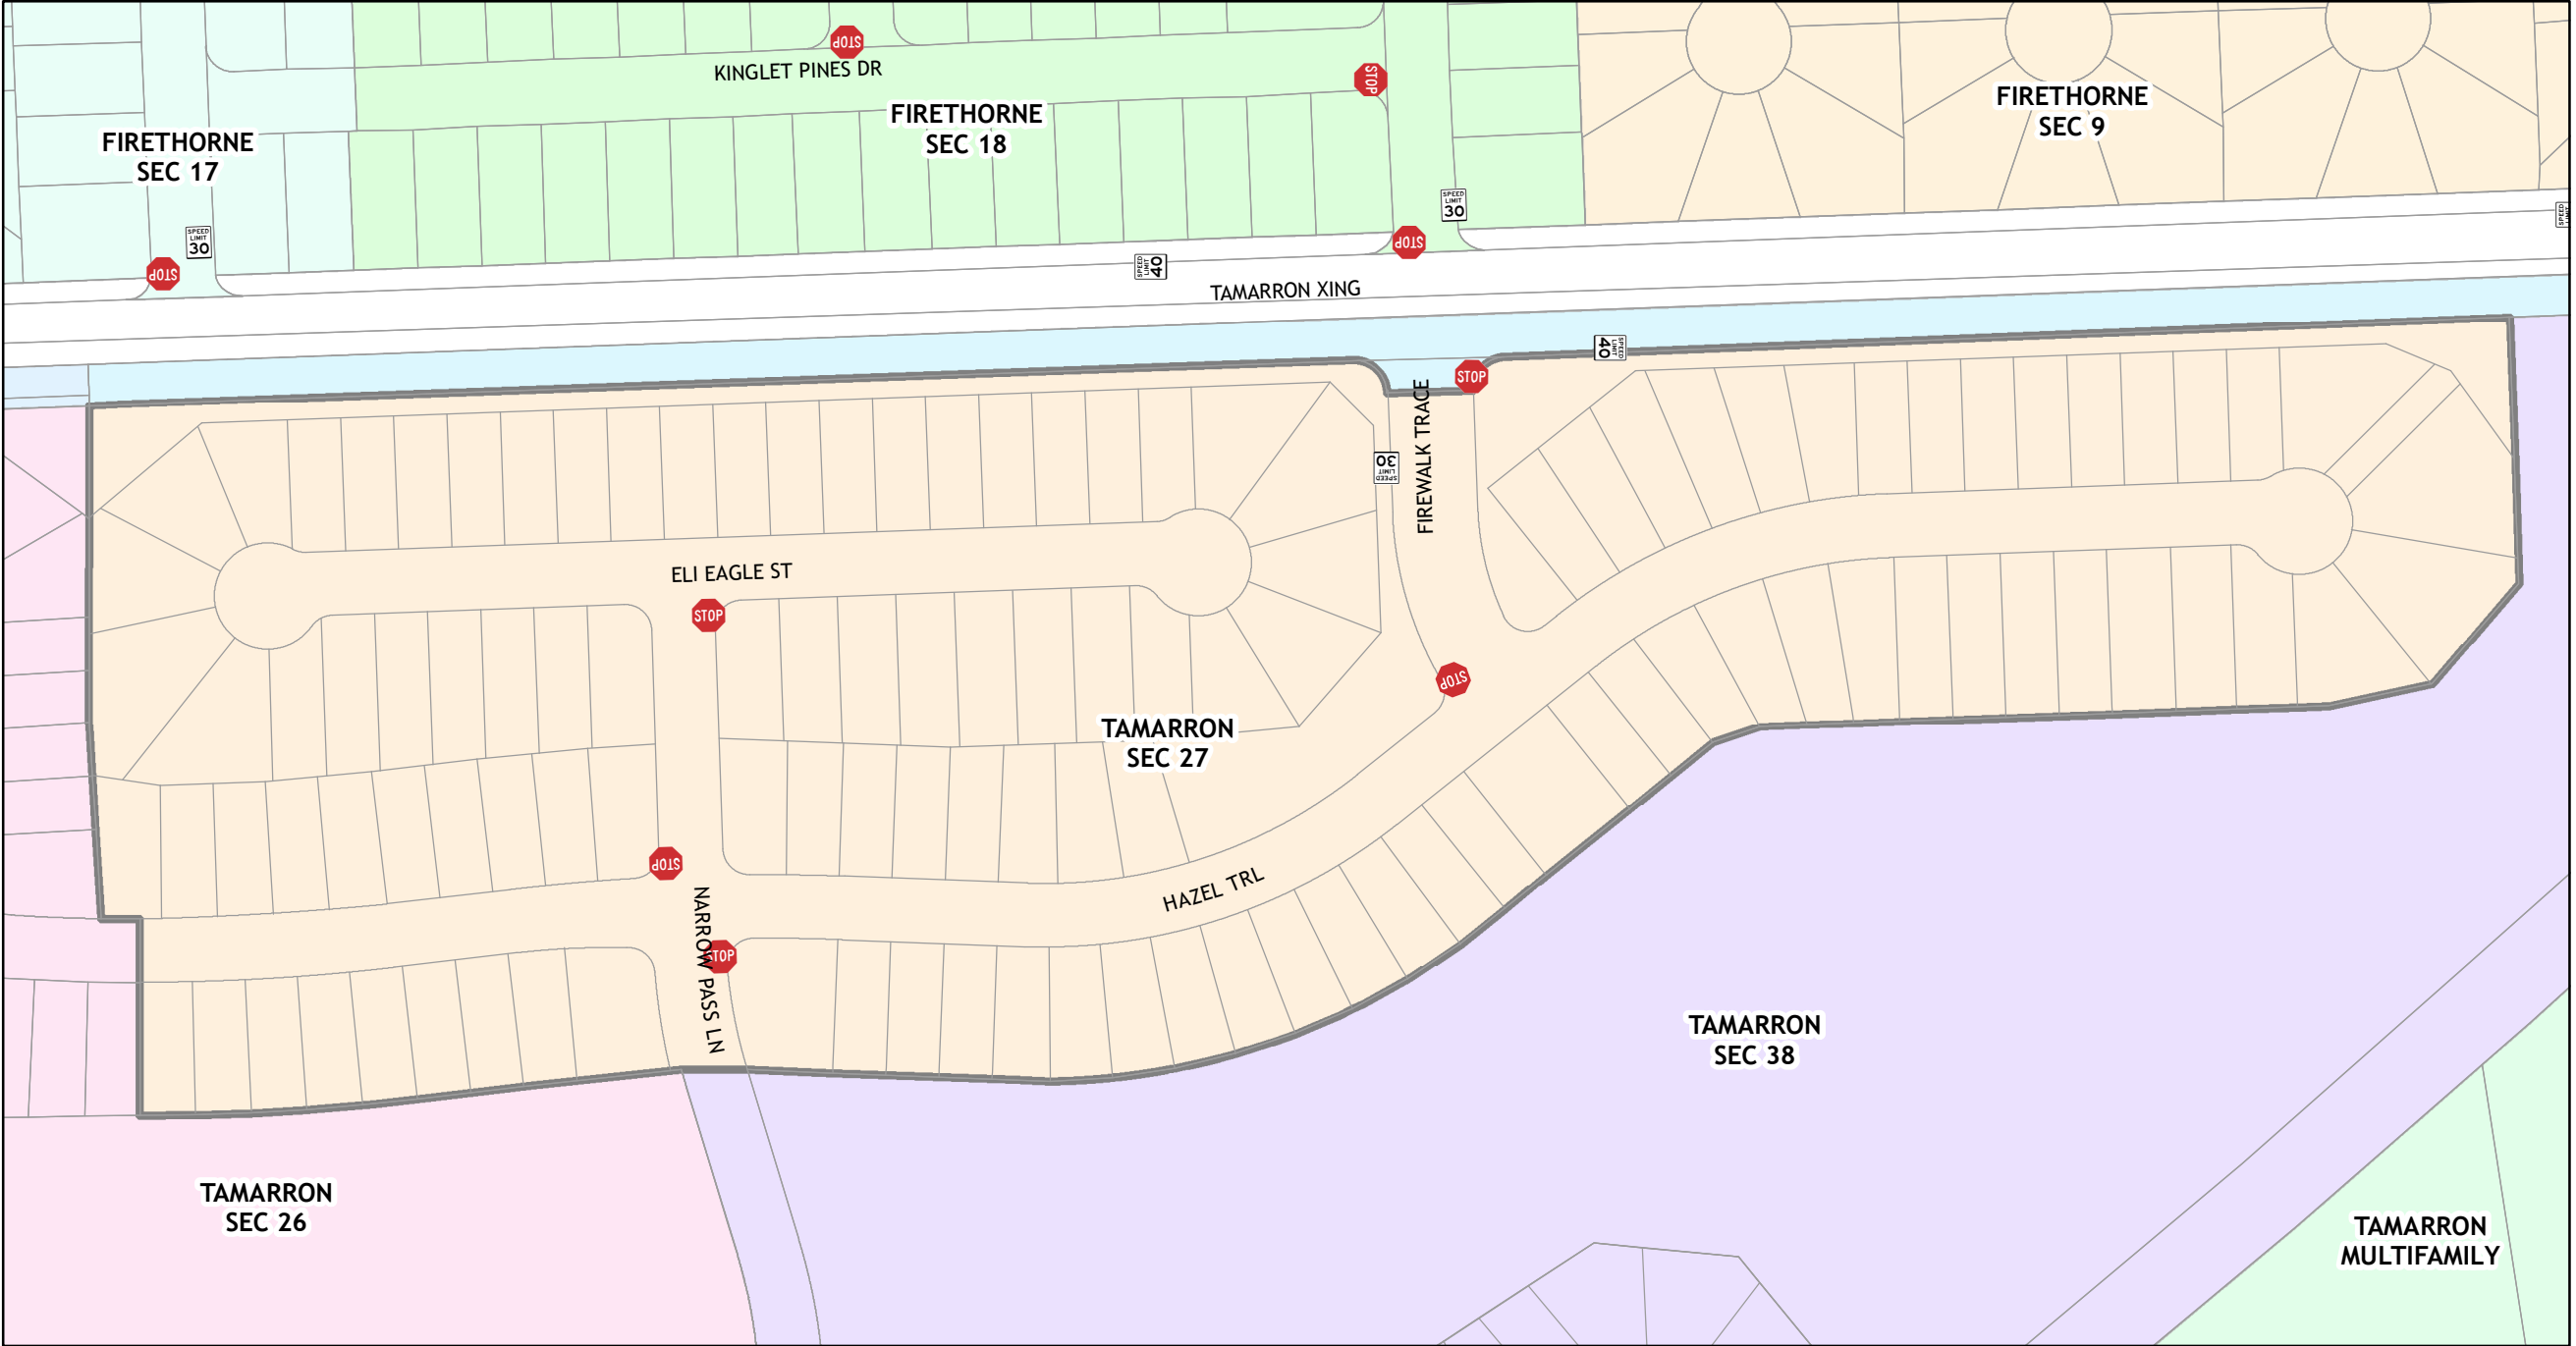 STOP
KINGLET PINES DR
STOP
FIRETHORNE
SEC 9
FIRETHORNE
SEC 18
FIRETHORNE
SEC 17
SPEED
LIMIT
30
SPEED
LIMIT
30
SPEED
STOP
STOP
SPEED
LIMIT
40
TAMARRON XING
SPEED
LIMIT
40
STOP
FIREWALK TRACE
SPEED
LIMIT
30
ELI EAGLE ST
STOP
STOP
TAMARRON
SEC 27
STOP
HAZEL TRL
NARROW PASS LN
STOP
TAMARRON
SEC 38
TAMARRON
SEC 26
TAMARRON
MULTIFAMILY